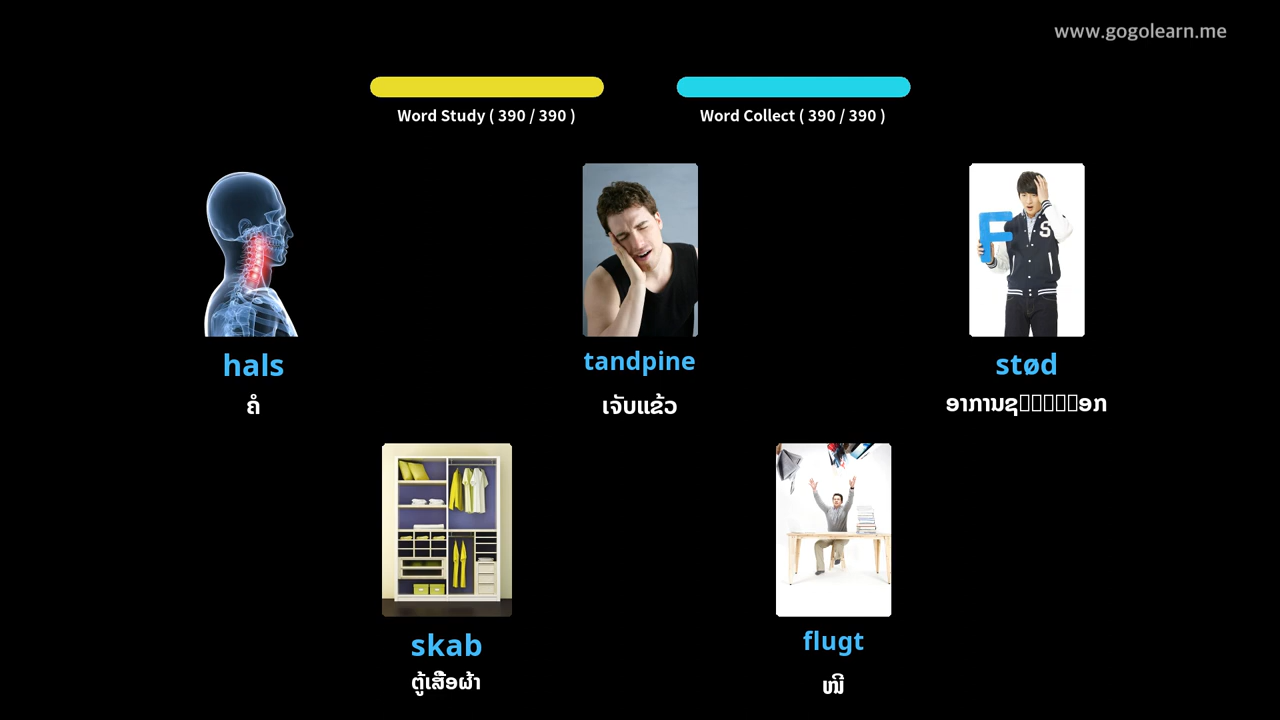 www.gogolearn.me
Word Study ( 390 / 390 )
Word Collect ( 390 / 390 )
F
S
hals
tandpine
stød
ຄໍ
ເຈັບແຂ້ວ
skab
flugt
ຕູ້ເສື້ອຜ້າ
ໜີ